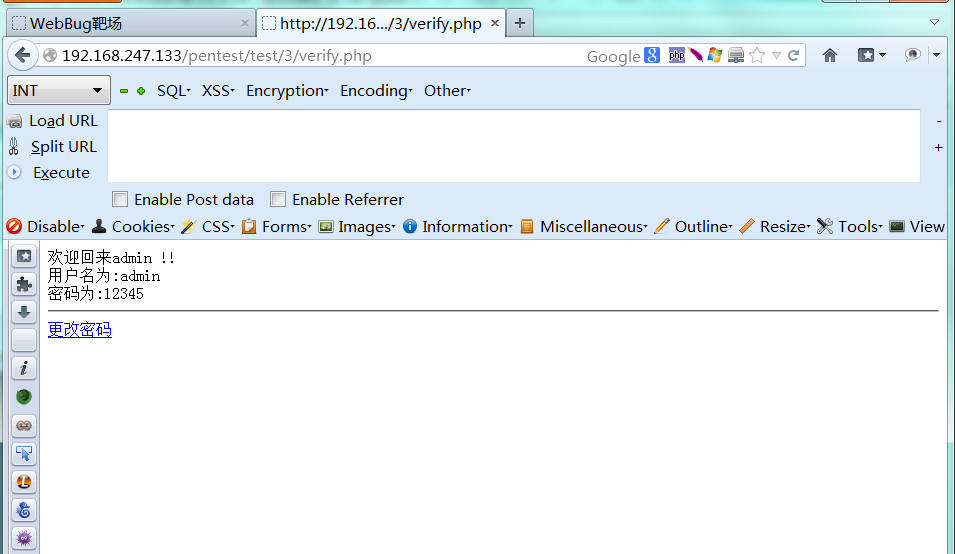 WebBug靶场
http://192.16.../3/verify.php
192.168.247.133/pentest/test/3/verify.php
Google
php
INT
SQL
XSS
Encryption
Encoding
Other
Load URL
Split URL
Execute
Enable Post data
Enable Referrer
Disable
Cookies
CSS
Forms
Images
Information
Miscellaneous
Outline
Resize
Tools
View
欢迎回来admin !!
用户名为:admin
密码为:12345
更改密码